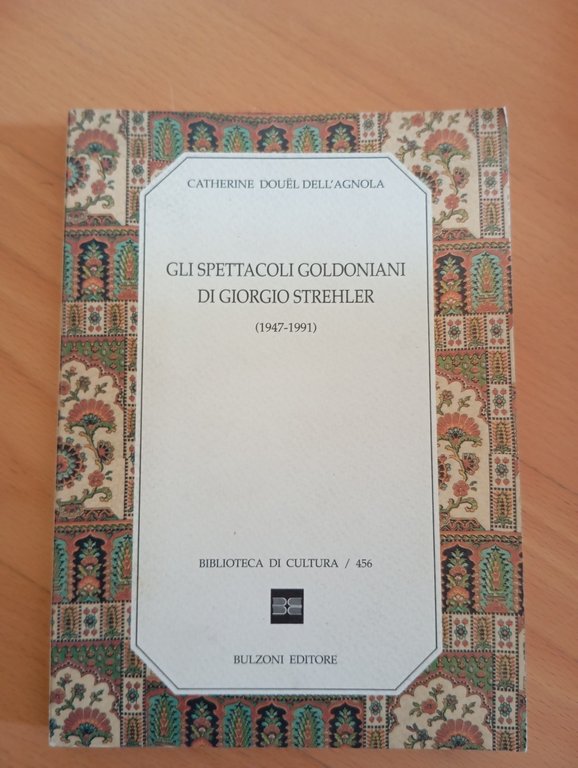 CATHERINE DOUËL DELL'AGNOLA
GLI SPETTACOLI GOLDONIANI
DI GIORGIO STREHLER
(1947-1991)
BIBLIOTECA DI CULTURA / 456
BULZONI EDITORE